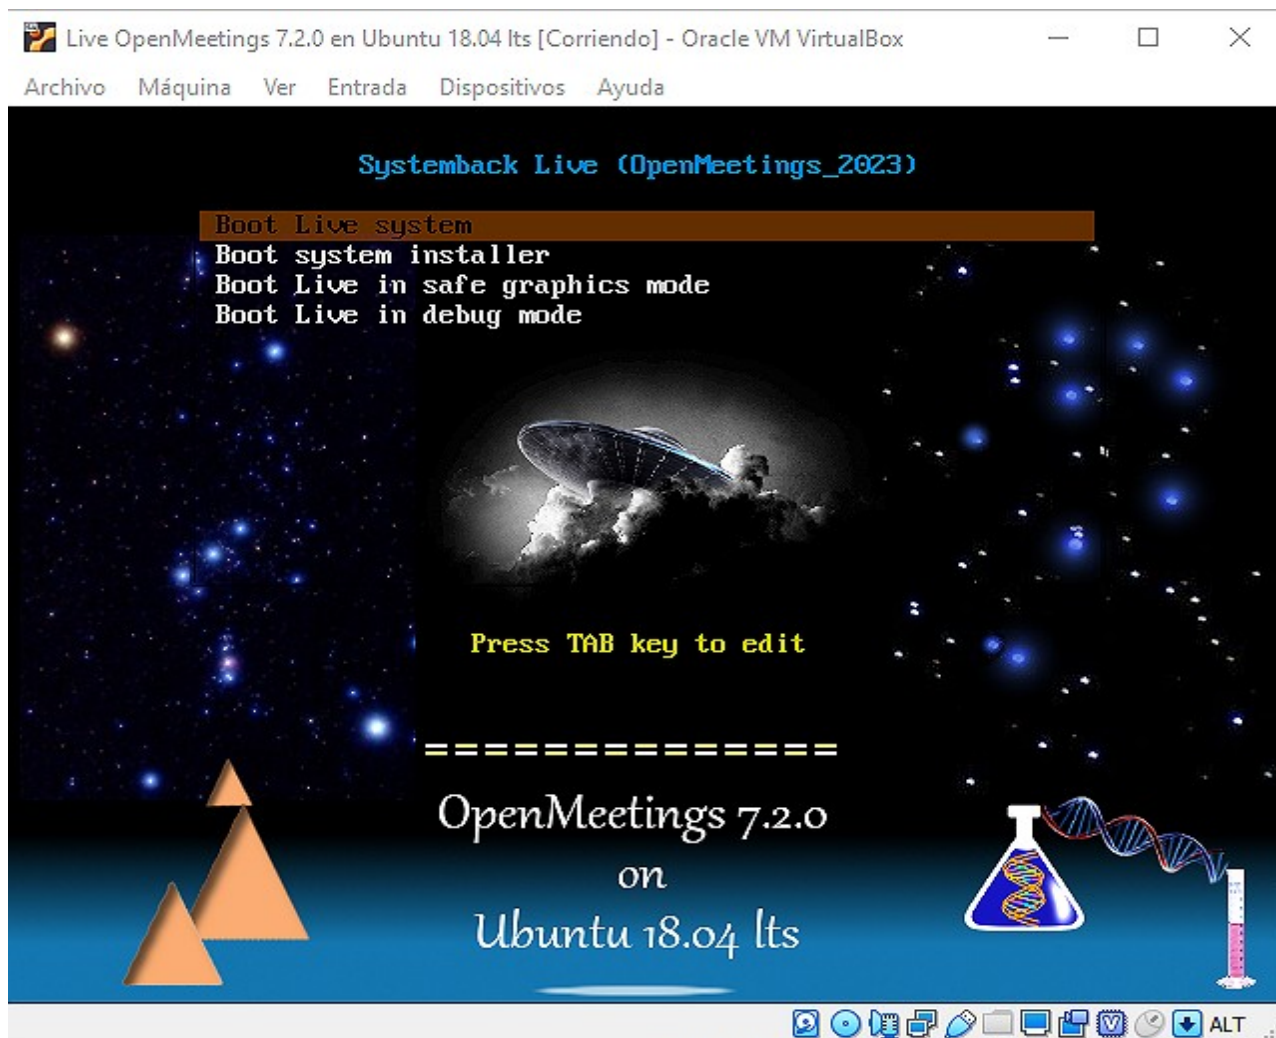 Live OpenMeetings 7.2.0 en Ubuntu 18.04 lts [Corriendo] - Oracle VM VirtualBox
Archivo Máquina Ver Entrada Dispositivos Ayuda
Systemback Live (OpenMeetings_2023)
Boot Live system
Boot system installer
Boot Live in safe graphics mode
Boot Live in debug mode
Press TAB key to edit
==============
OpenMeetings 7.2.0
on
Ubuntu 18.04 lts
ALT